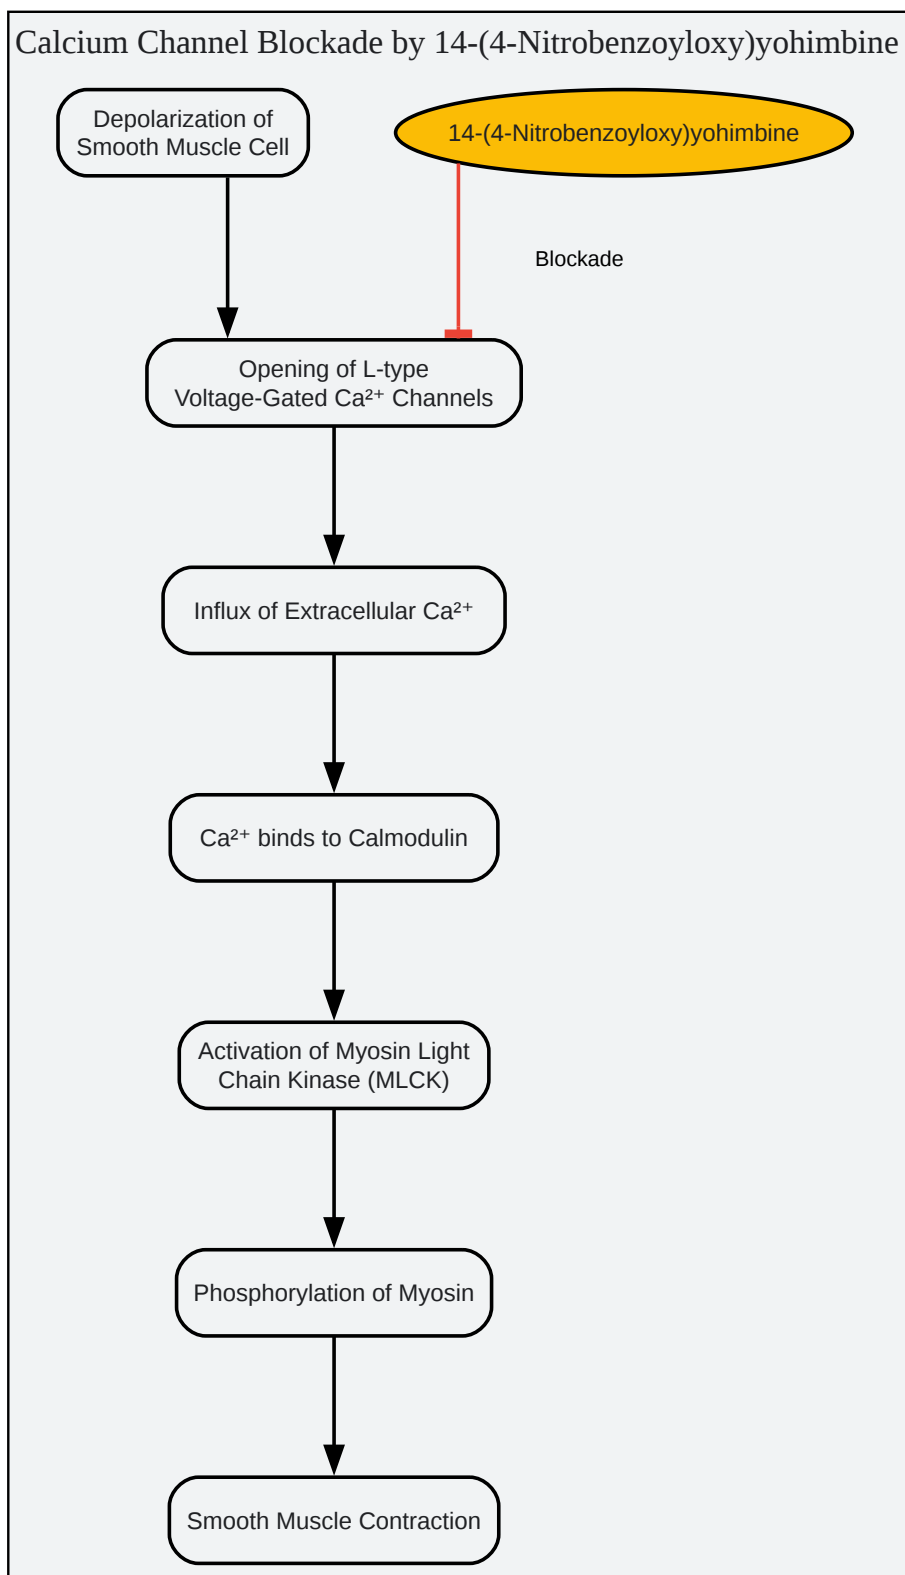 Calcium Channel Blockade by 14-(4-Nitrobenzoyloxy)yohimbine
Depolarization of
Smooth Muscle Cell
14-(4-Nitrobenzoyloxy)yohimbine
Blockade
Opening of L-type
Voltage-Gated Ca²⁺ Channels
Influx of Extracellular Ca²⁺
Ca²⁺ binds to Calmodulin
Activation of Myosin Light
Chain Kinase (MLCK)
Phosphorylation of Myosin
Smooth Muscle Contraction